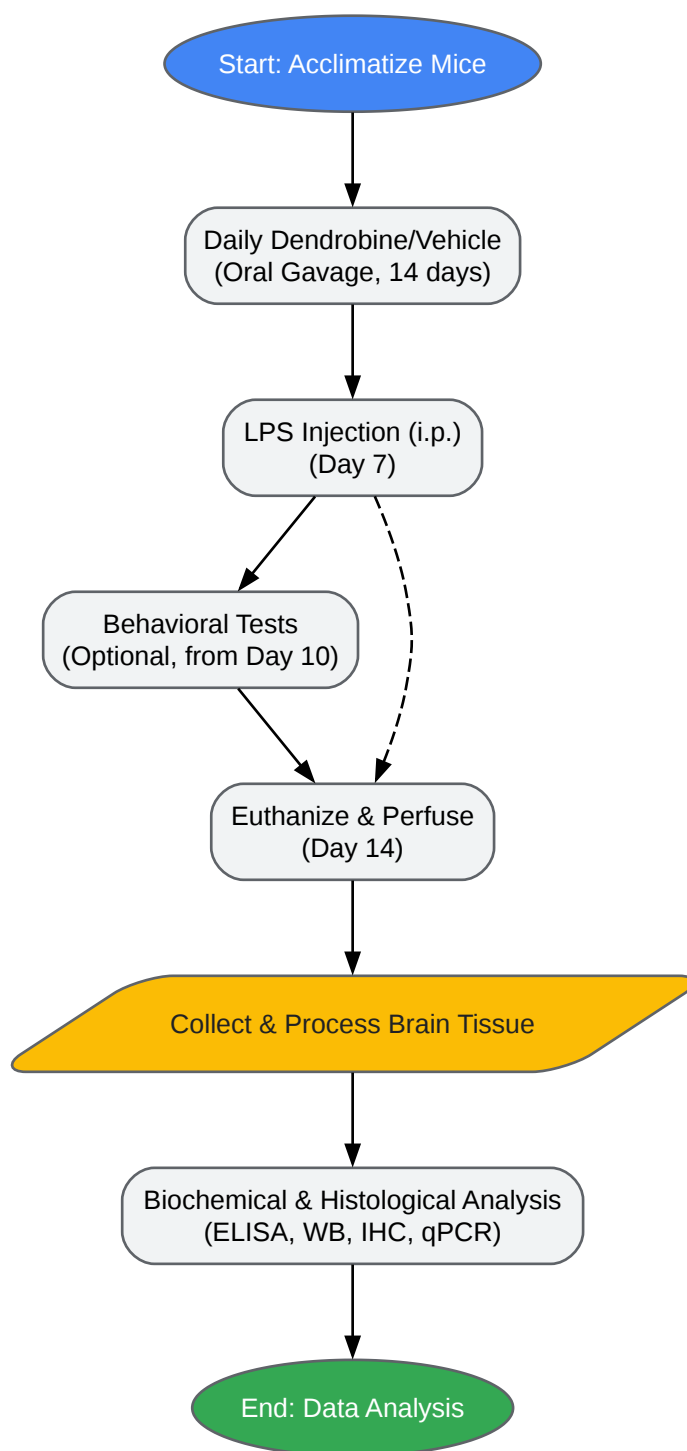 Start: Acclimatize Mice
Daily Dendrobine/Vehicle
(Oral Gavage, 14 days)
LPS Injection (i.p.)
(Day 7)
Behavioral Tests
(Optional, from Day 10)
Euthanize & Perfuse
(Day 14)
Collect & Process Brain Tissue
Biochemical & Histological Analysis
(ELISA, WB, IHC, qPCR)
End: Data Analysis